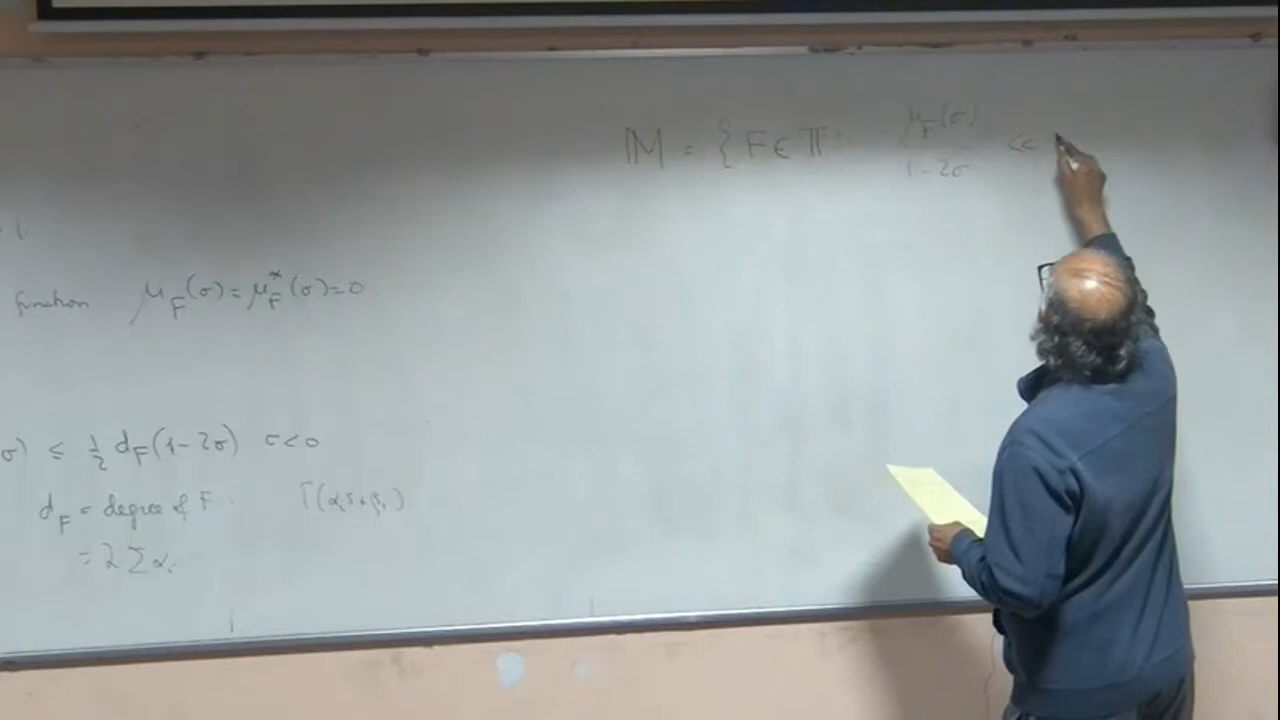 function μ_F(σ) = μ_F^*(σ) = 0
σ) ≤ 1/2 d_F(1-2σ) σ<0
d_F = degree of F. Γ(α_i s + β_i)
= 2 Σ α_i
𝕄 = { F ∈ Π : μ_F(σ)/(1-2σ) ≪